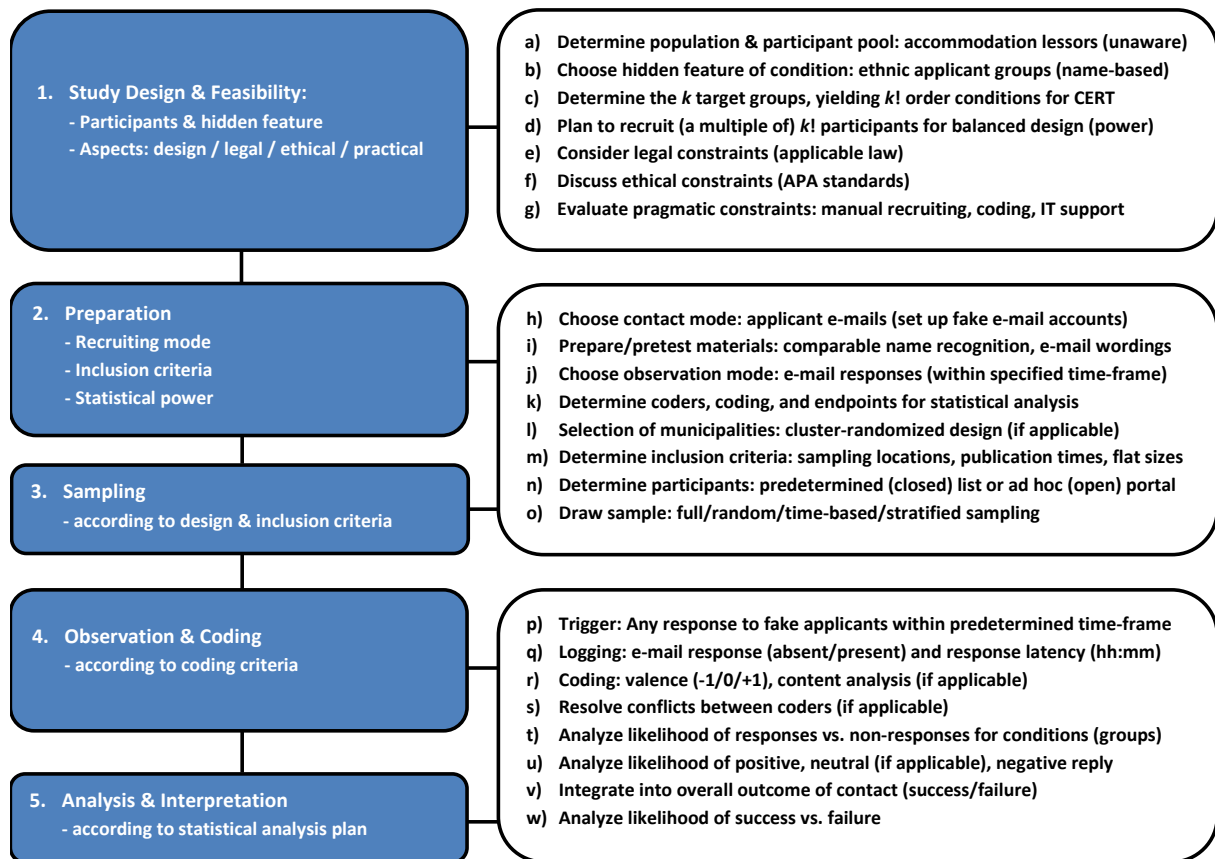 1. Study Design & Feasibility:
- Participants & hidden feature
- Aspects: design / legal / ethical / practical
a) Determine population & participant pool: accommodation lessors (unaware)
b) Choose hidden feature of condition: ethnic applicant groups (name-based)
c) Determine the k target groups, yielding k! order conditions for CERT
d) Plan to recruit (a multiple of) k! participants for balanced design (power)
e) Consider legal constraints (applicable law)
f) Discuss ethical constraints (APA standards)
g) Evaluate pragmatic constraints: manual recruiting, coding, IT support
2. Preparation
- Recruiting mode
- Inclusion criteria
- Statistical power
3. Sampling
- according to design & inclusion criteria
h) Choose contact mode: applicant e-mails (set up fake e-mail accounts)
i) Prepare/pretest materials: comparable name recognition, e-mail wordings
j) Choose observation mode: e-mail responses (within specified time-frame)
k) Determine coders, coding, and endpoints for statistical analysis
l) Selection of municipalities: cluster-randomized design (if applicable)
m) Determine inclusion criteria: sampling locations, publication times, flat sizes
n) Determine participants: predetermined (closed) list or ad hoc (open) portal
o) Draw sample: full/random/time-based/stratified sampling
4. Observation & Coding
- according to coding criteria
5. Analysis & Interpretation
- according to statistical analysis plan
p) Trigger: Any response to fake applicants within predetermined time-frame
q) Logging: e-mail response (absent/present) and response latency (hh:mm)
r) Coding: valence (-1/0/+1), content analysis (if applicable)
s) Resolve conflicts between coders (if applicable)
t) Analyze likelihood of responses vs. non-responses for conditions (groups)
u) Analyze likelihood of positive, neutral (if applicable), negative reply
v) Integrate into overall outcome of contact (success/failure)
w) Analyze likelihood of success vs. failure